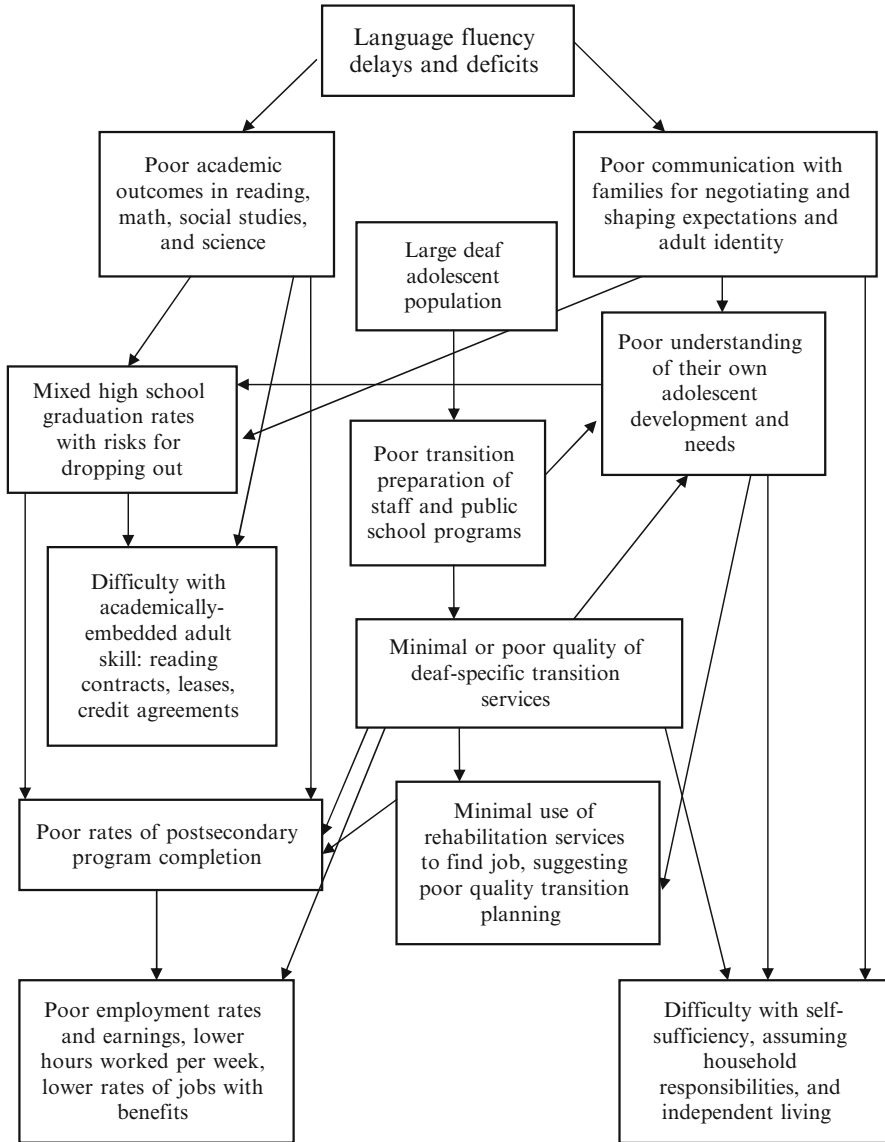 Language fluency
delays and deficits
Poor academic
outcomes in reading,
math, social studies,
and science
Poor communication with
families for negotiating and
shaping expectations and
adult identity
Large deaf
adolescent
population
Poor understanding
of their own
adolescent
development and
needs
Mixed high school
graduation rates
with risks for
dropping out
Poor transition
preparation of
staff and public
school programs
Difficulty with
academically-
embedded adult
skill: reading
contracts, leases,
credit agreements
Minimal or poor quality of
deaf-specific transition
services
Poor rates of postsecondary
program completion
Minimal use of
rehabilitation services
to find job, suggesting
poor quality transition
planning
Poor employment rates
and earnings, lower
hours worked per week,
lower rates of jobs with
benefits
Difficulty with self-
sufficiency, assuming
household
responsibilities, and
independent living